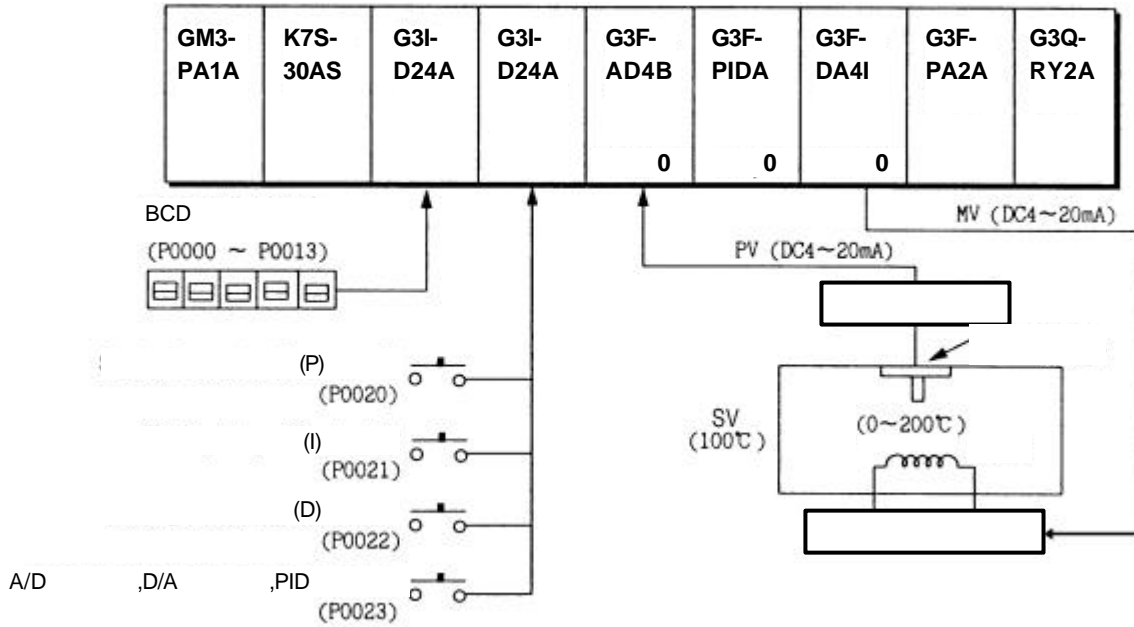 GM3- K7S- G3I- G3I- G3F- G3F- G3F- G3F- G3Q-
PA1A 30AS D24A D24A AD4B PIDA DA4I PA2A RY2A
0 0 0
BCD
MV (DC4～20mA)
(P0000 ～ P0013)
PV (DC4～20mA)
(P)
(P0020)
SV
(100℃)
(0～200℃)
(I)
(P0021)
(D)
(P0022)
A/D ,D/A ,PID
(P0023)